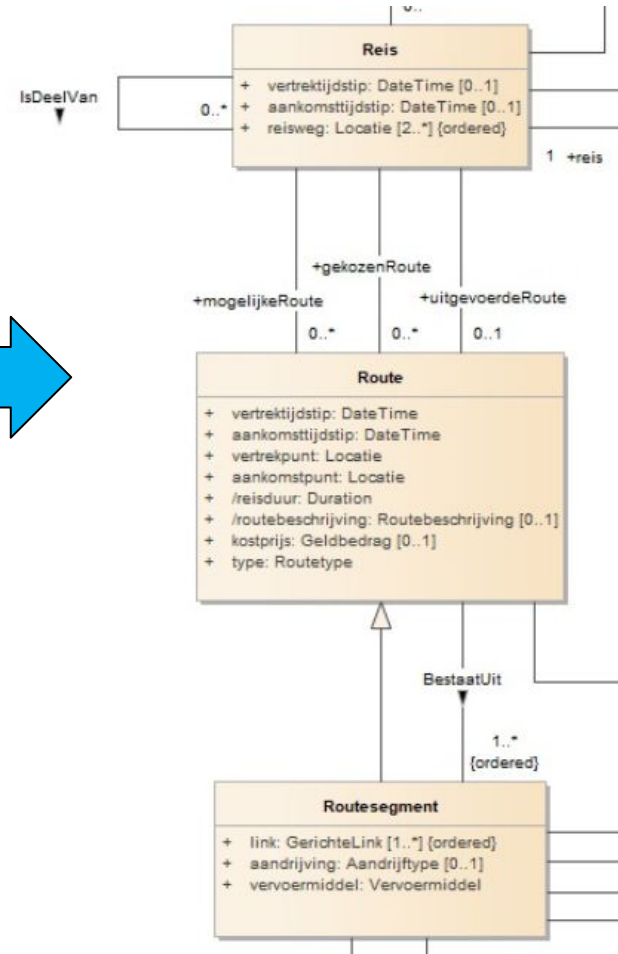 0..
Reis
+ vertrektijdstip: DateTime [0..1]
+ aankomsttijdstip: DateTime [0..1]
+ reisweg: Locatie [2..*] {ordered}
IsDeelVan
0..*
1 +reis
+gekozenRoute
+mogelijkeRoute
+uitgevoerdeRoute
0..* 0..* 0..1
Route
+ vertrektijdstip: DateTime
+ aankomsttijdstip: DateTime
+ vertrekpunt: Locatie
+ aankomstpunt: Locatie
+ /reisduur: Duration
+ /routebeschrijving: Routebeschrijving [0..1]
+ kostprijs: Geldbedrag [0..1]
+ type: Routetype
BestaatUit
1..*
{ordered}
Routesegment
+ link: GerichteLink [1..*] {ordered}
+ aandrijving: Aandrijftype [0..1]
+ vervoermiddel: Vervoermiddel